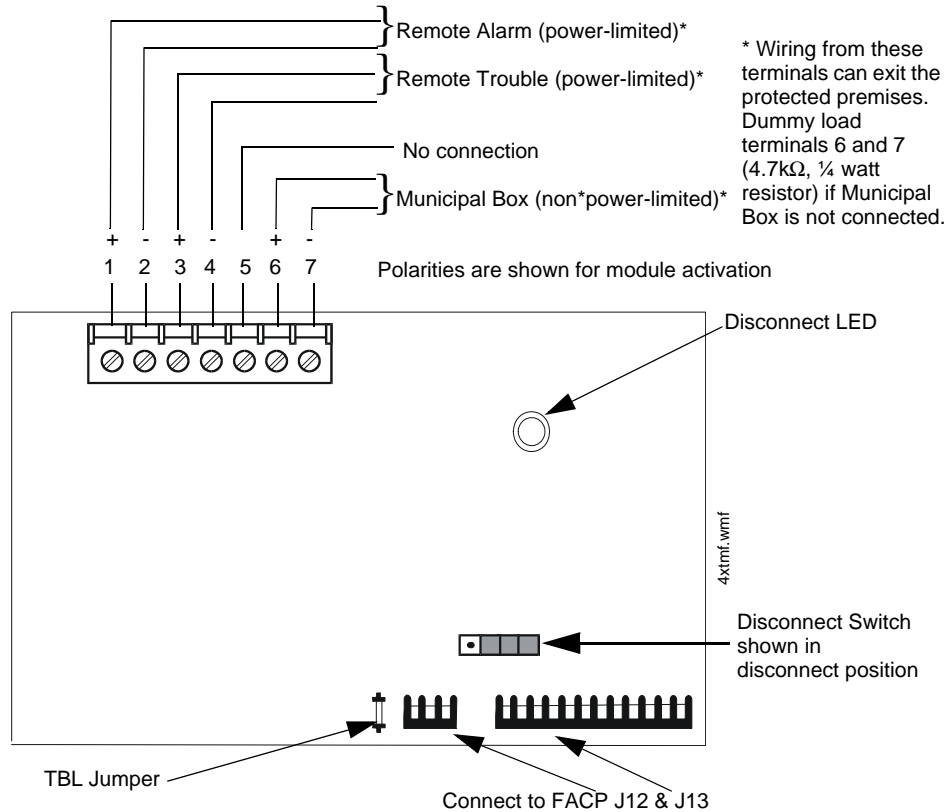 Remote Alarm (power-limited)*
Remote Trouble (power-limited)*
No connection
Municipal Box (non*power-limited)*
* Wiring from these
terminals can exit the
protected premises.
Dummy load
terminals 6 and 7
(4.7kΩ, ¼ watt
resistor) if Municipal
Box is not connected.
+ - + - + -
1 2 3 4 5 6 7
Polarities are shown for module activation
Disconnect LED
4xtmf.wmf
Disconnect Switch
shown in
disconnect position
TBL Jumper
Connect to FACP J12 & J13